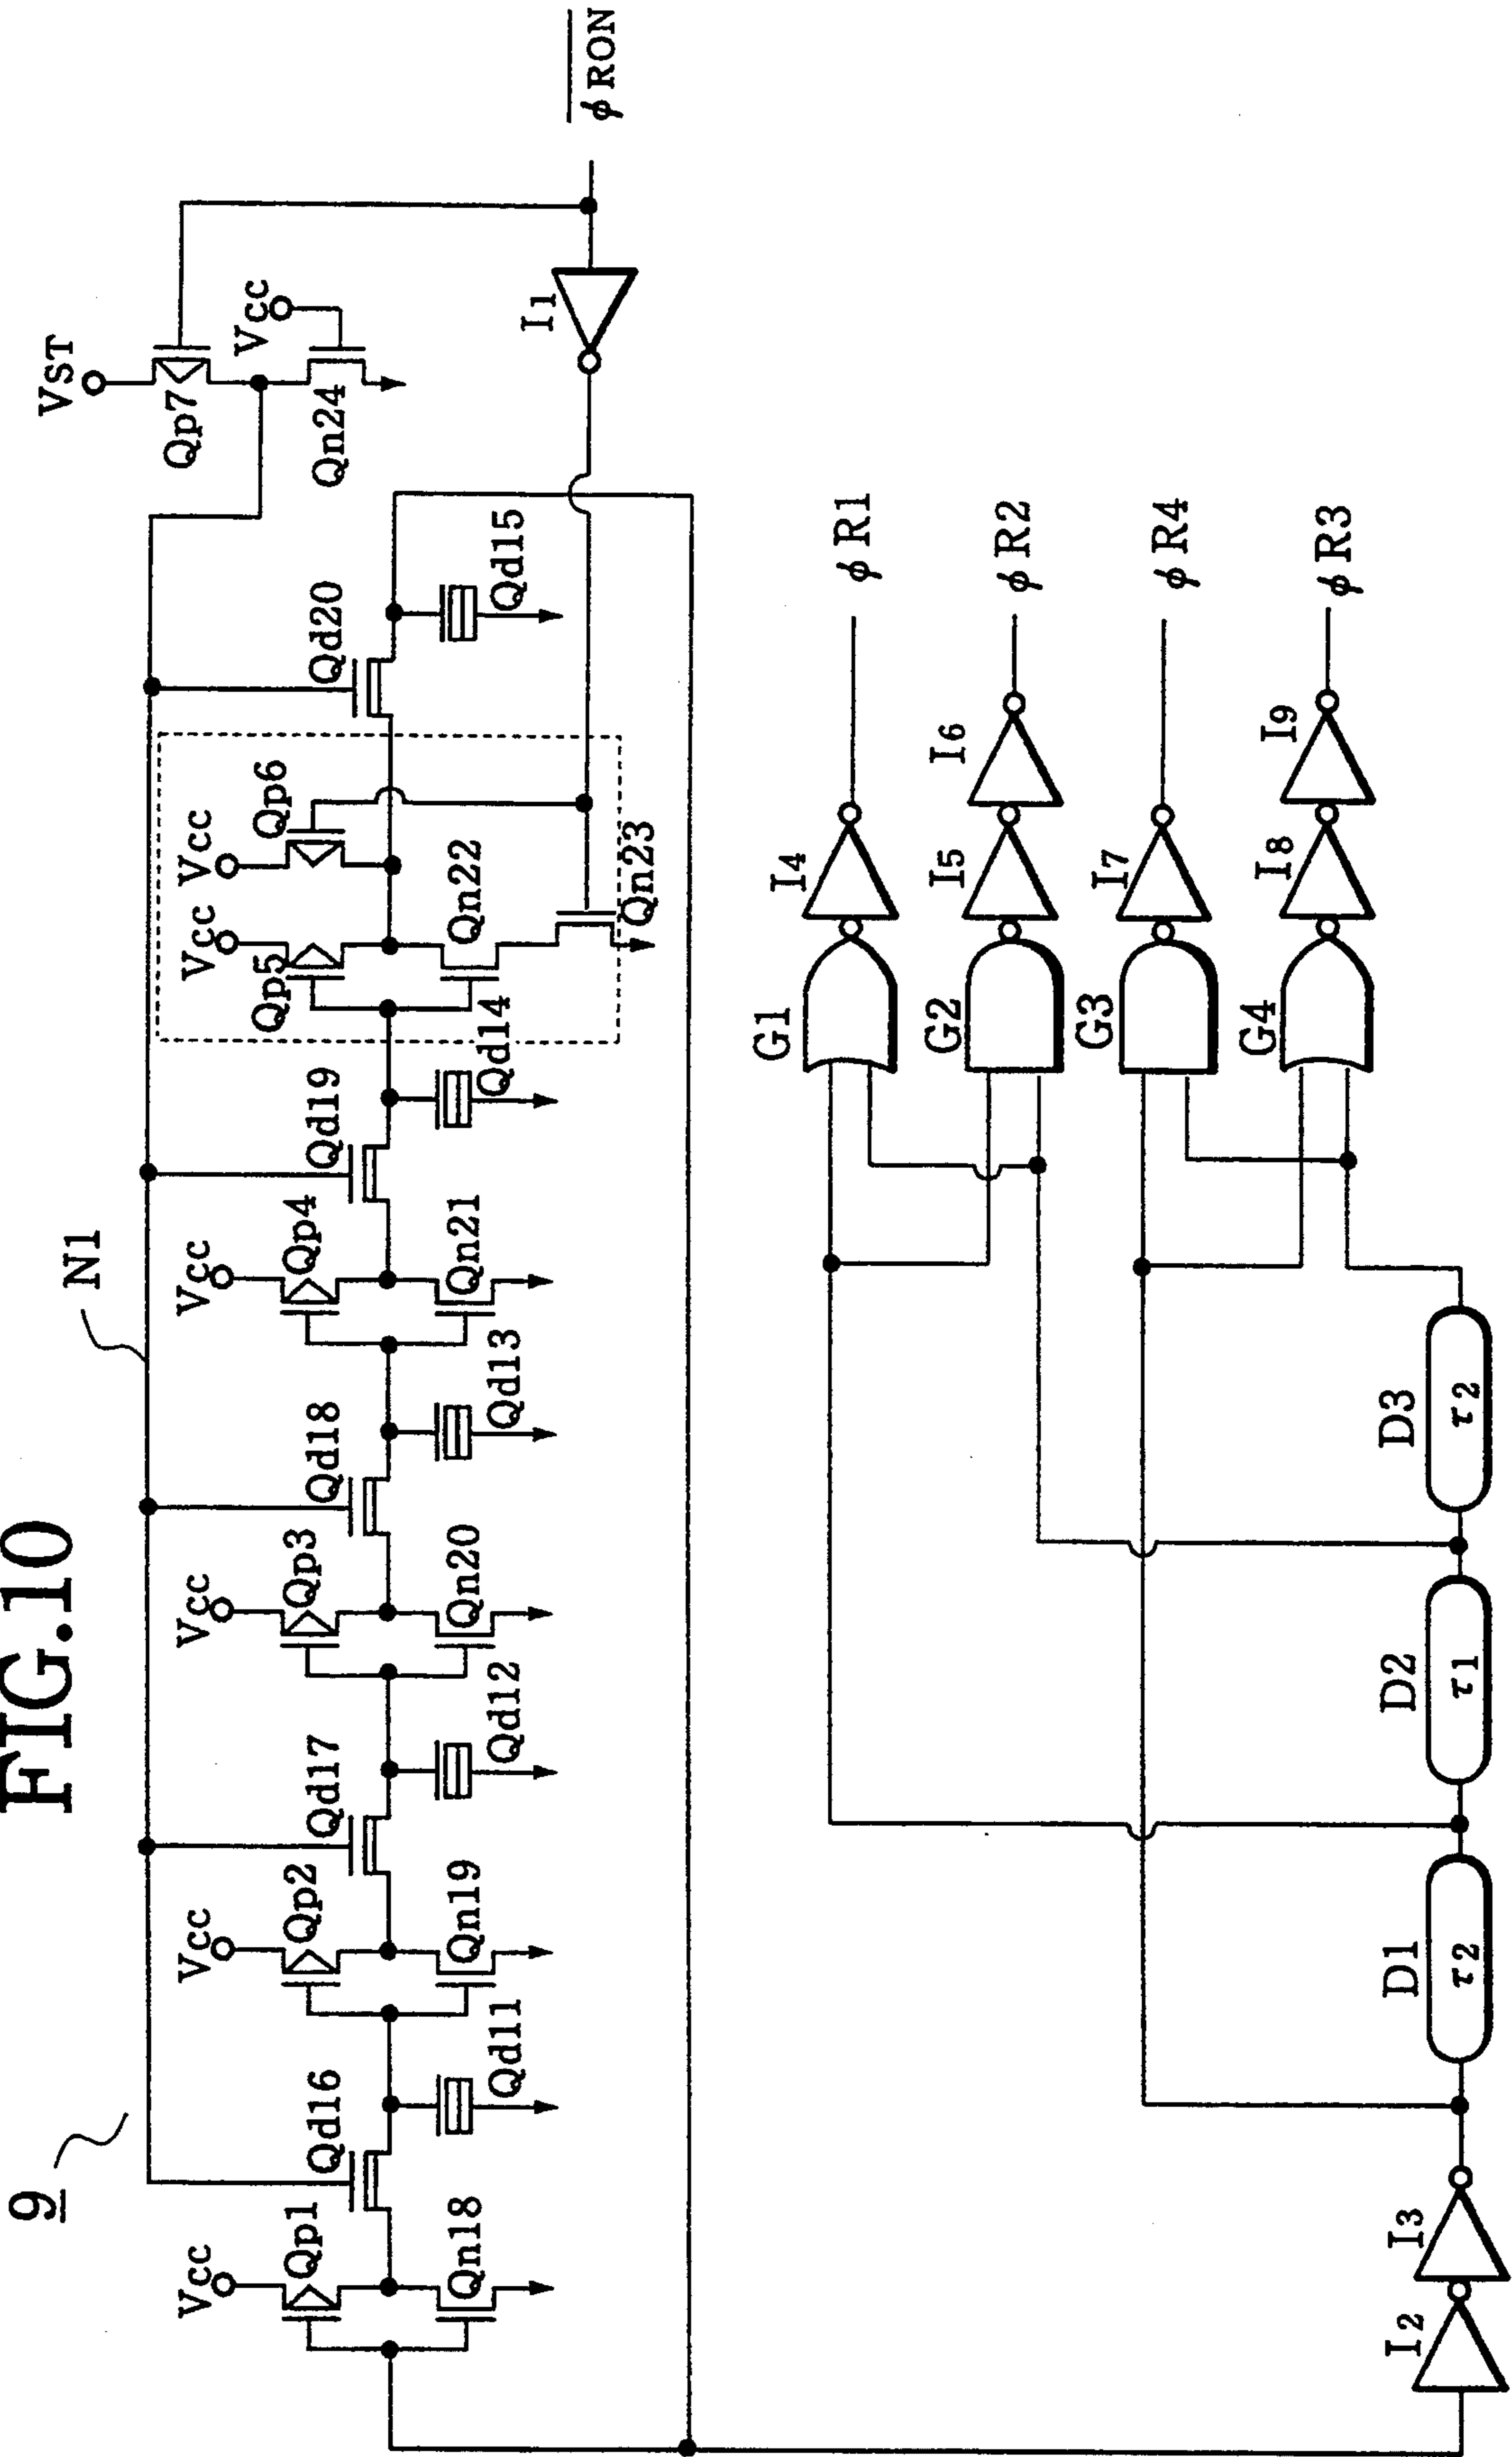 FIG.10
9
N1
VST
Qp7
VCC
Qn24
φRON
I1
VCC
Qp1
Qn18
Qd16
Qd11
VCC
Qp2
Qn19
Qd17
Qd12
VCC
Qp3
Qn20
Qd18
Qd13
VCC
Qp4
Qn21
Qd19
Qd14
VCC
Qp5
VCC
Qp6
Qn22
Qn23
Qd20
Qd15
G1
I4
φR1
G2
I5
I6
φR2
G3
I7
φR4
G4
I8
I9
φR3
I2
I3
D1
τ2
D2
τ1
D3
τ2